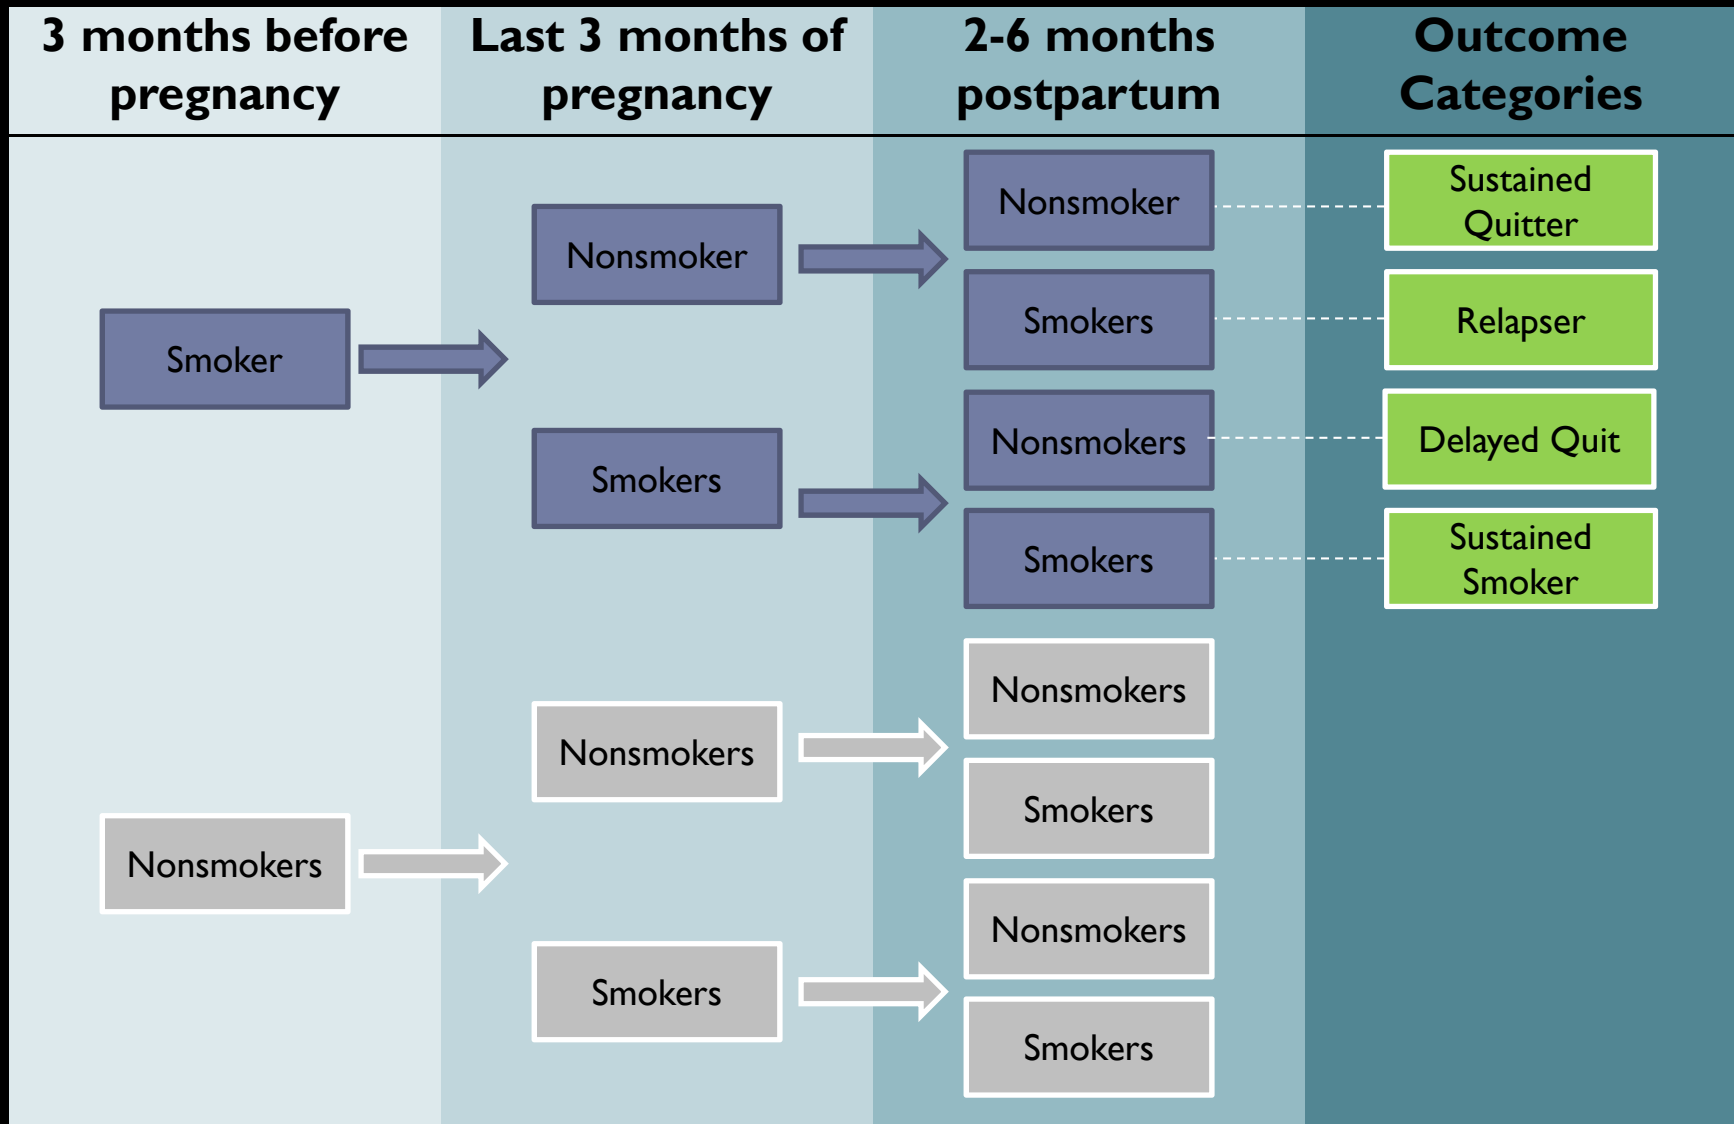 3 months before
pregnancy
Last 3 months of
pregnancy
2-6 months
postpartum
Outcome
Categories
Smoker
Nonsmoker
Smokers
Nonsmoker
Smokers
Nonsmokers
Smokers
Sustained
Quitter
Relapser
Delayed Quit
Sustained
Smoker
Nonsmokers
Nonsmokers
Smokers
Nonsmokers
Smokers
Nonsmokers
Smokers